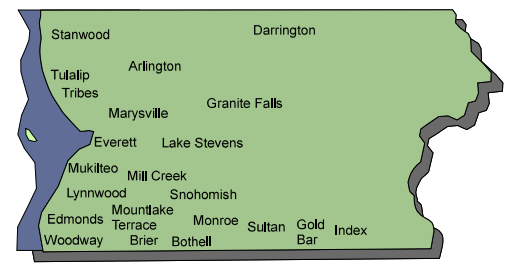 Darrington
Stanwood
Arlington
Tulalip
Tribes
Granite Falls
Marysville
Everett
Lake Stevens
Mukilteo
Mill Creek
Lynnwood
Snohomish
Mountlake
Terrace
Edmonds
Monroe
Sultan
Gold
Bar
Index
Woodway
Brier
Bothell